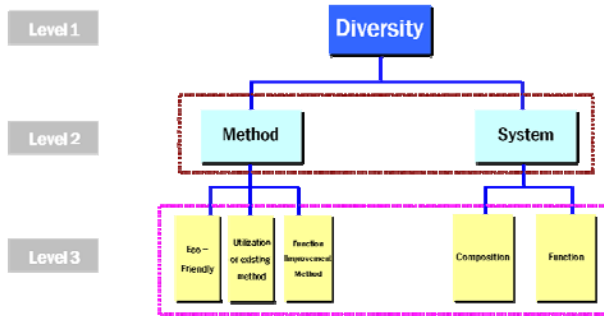 Level 1
Diversity
Level 2
Method
System
Level 3
Eco –
Friendly
Utilization
or existing
method
Function
Improvement
Method
Composition
Function